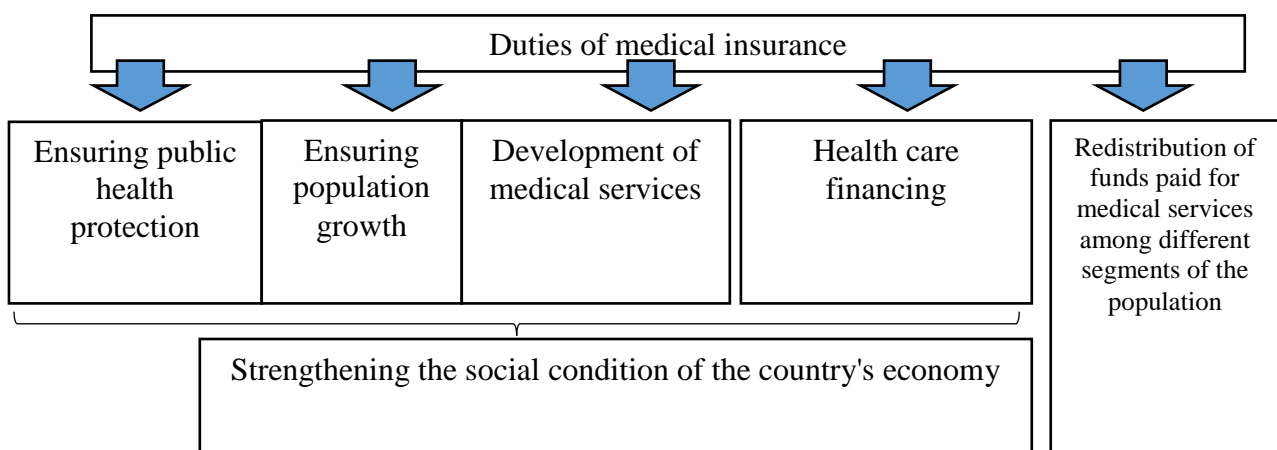 Duties of medical insurance
Ensuring public
health
protection
Ensuring
population
growth
Development of
medical services
Health care
financing
Redistribution of
funds paid for
medical services
among different
segments of the
population
Strengthening the social condition of the country's economy